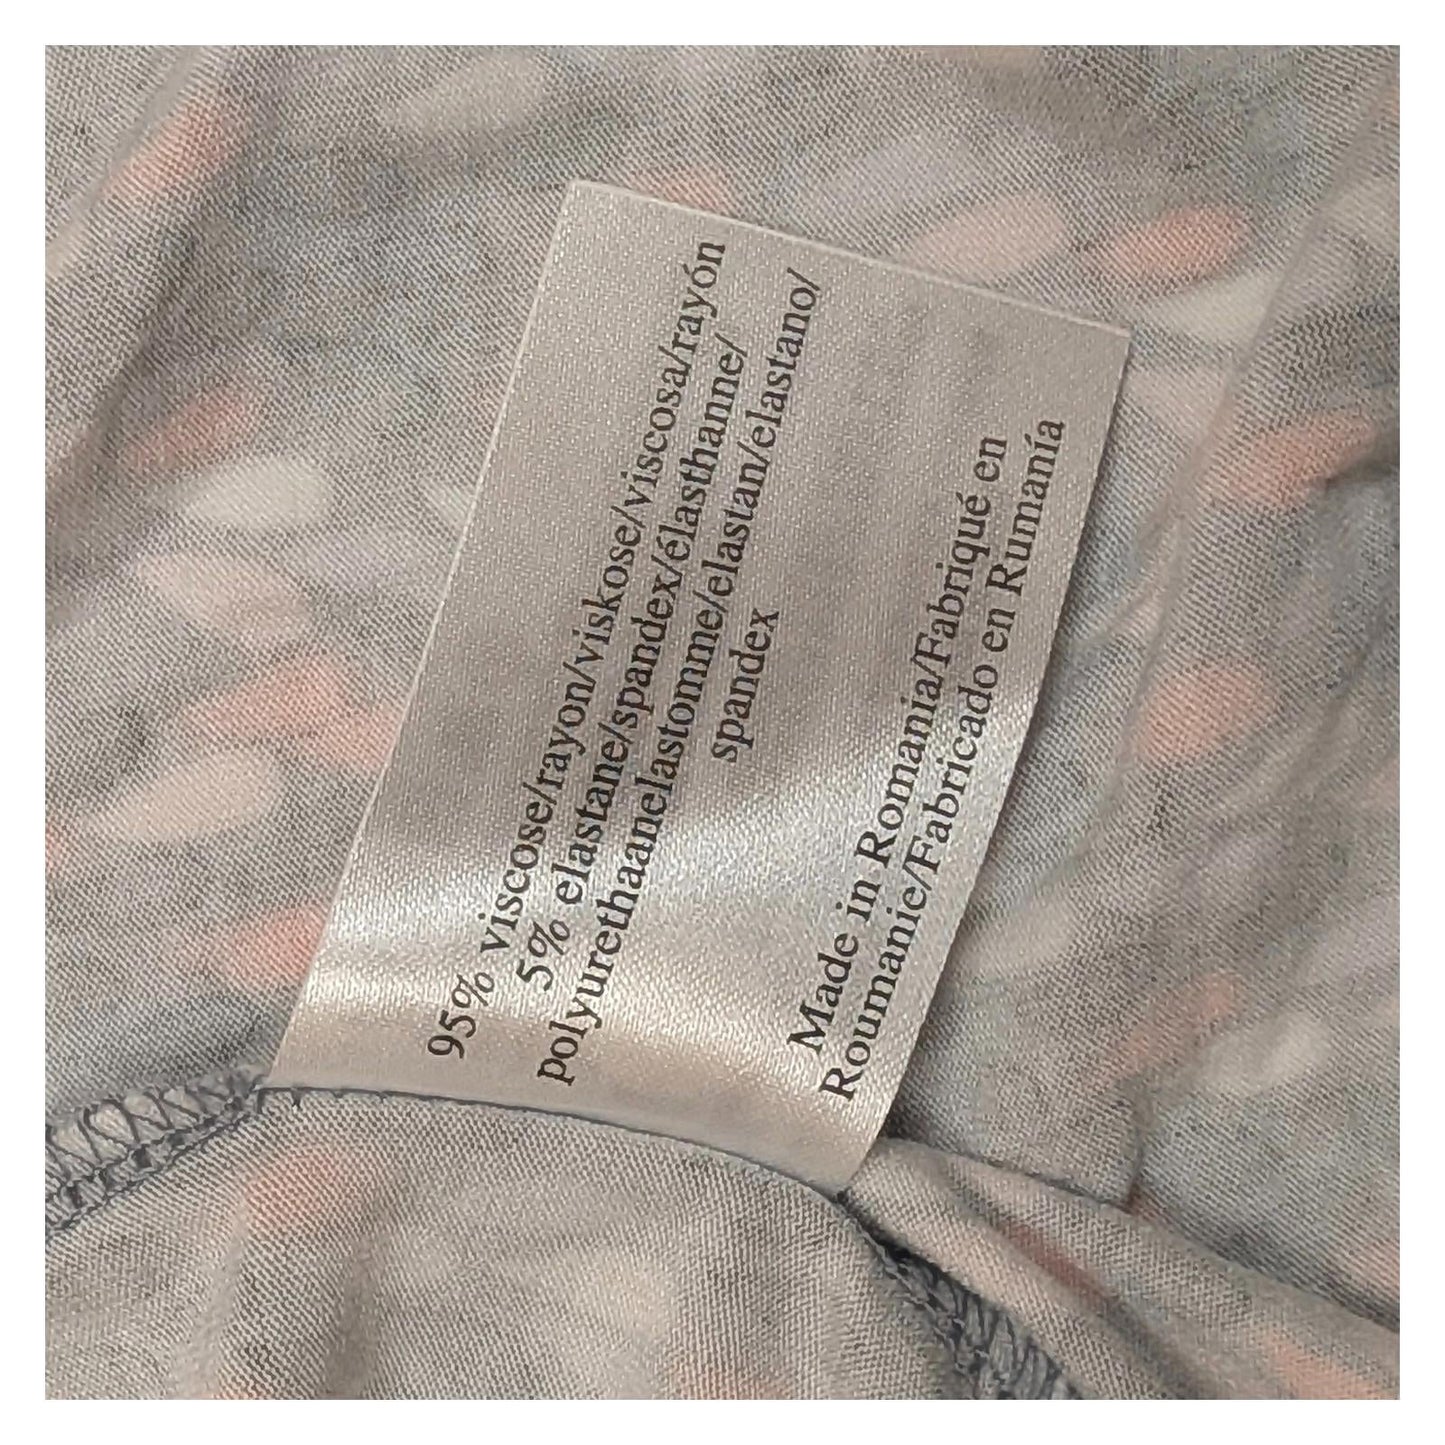 95% viscose/rayon/viskose/viscosa/rayón
5% elastane/spandex/élasthanne/
polyurethaanelastomme/elastan/elastano/
spandex
Made in Romania/Fabriqué en
Roumanie/Fabricado en Rumanía